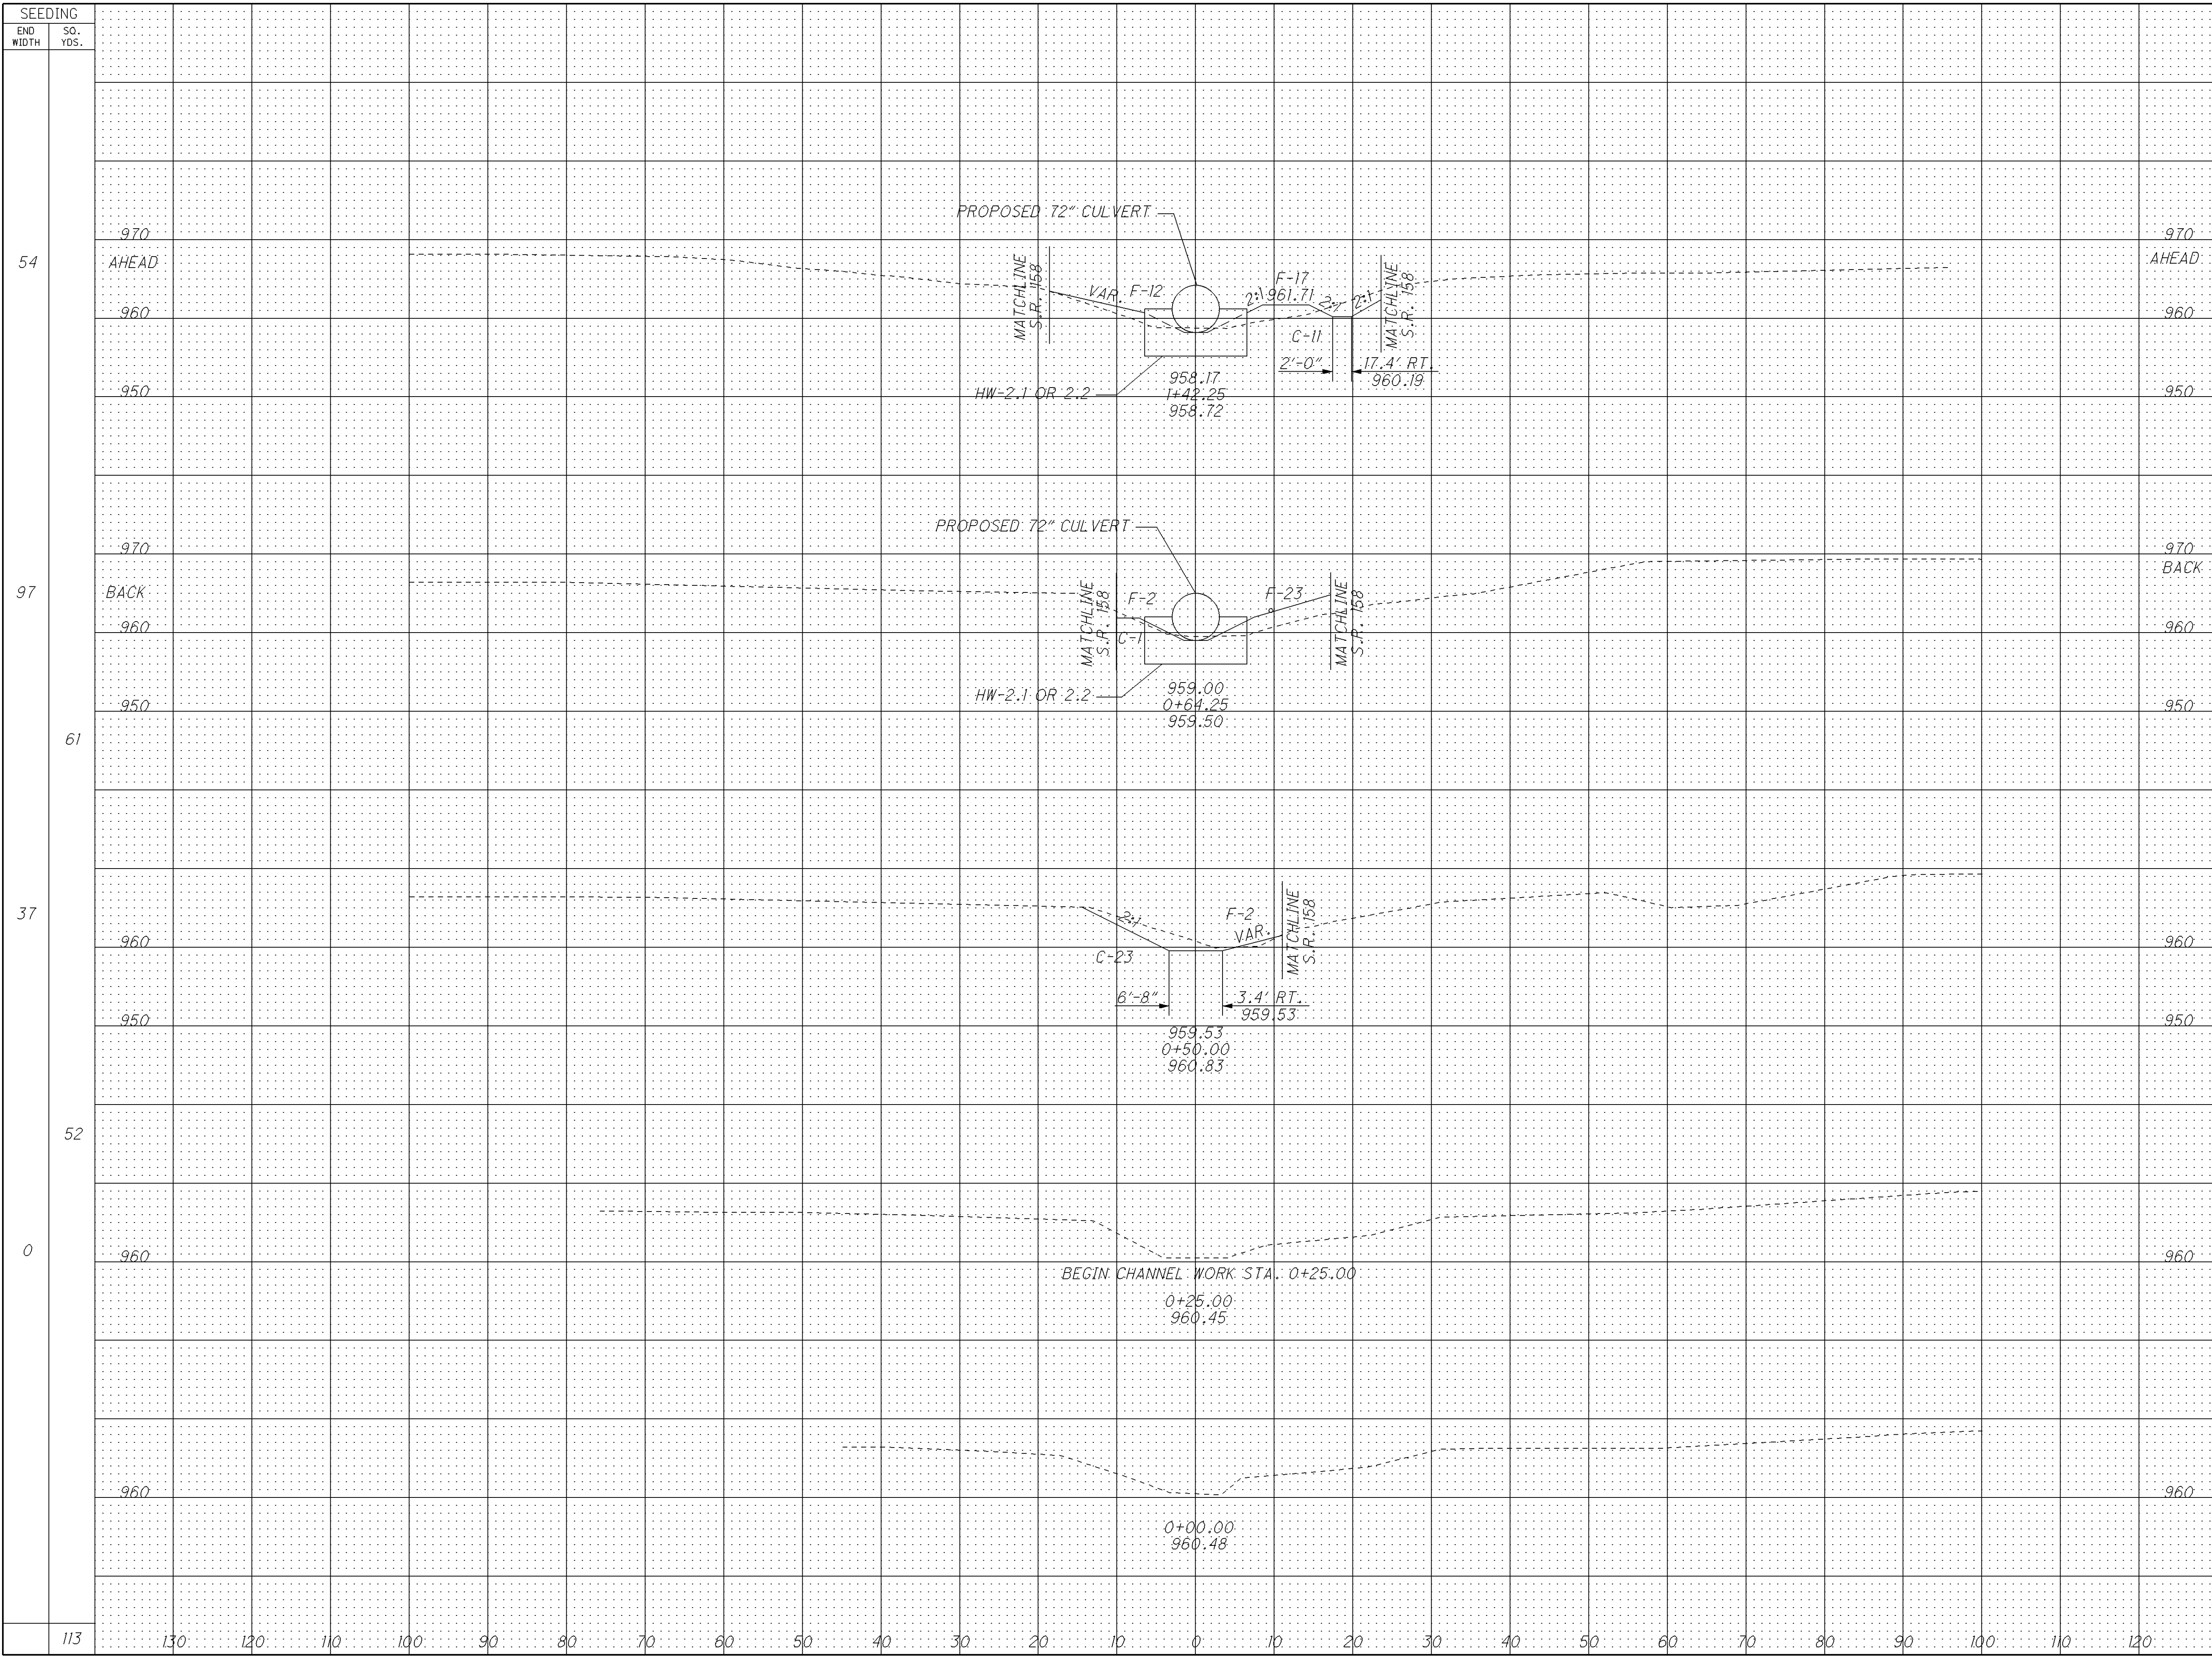 SEEDING
END WIDTH
SQ. YDS.
970
970
54
AHEAD
AHEAD
PROPOSED 72" CULVERT
MATCHLINE
S.R. 158
VAR.
F-12
2:1
F-17
961.71
2:1
2:1
MATCHLINE
S.R. 158
960
960
C-11
2'-0"
17.4' RT.
960.19
HW-2.1 OR 2.2
958.17
1+42.25
958.72
950
950
PROPOSED 72" CULVERT
970
970
97
BACK
BACK
MATCHLINE
S.R. 158
F-2
C-1
F-23
MATCHLINE
S.R. 158
960
960
HW-2.1 OR 2.2
959.00
0+64.25
959.50
950
950
61
37
2:1
F-2
VAR.
MATCHLINE
S.R. 158
960
960
C-23
6'-8"
3.4' RT.
959.53
950
950
959.53
0+50.00
960.83
52
0
960
960
BEGIN CHANNEL WORK STA. 0+25.00
0+25.00
960.45
960
960
0+00.00
960.48
113
130 120 110 100 90 80 70 60 50 40 30 20 10 0 10 20 30 40 50 60 70 80 90 100 110 120